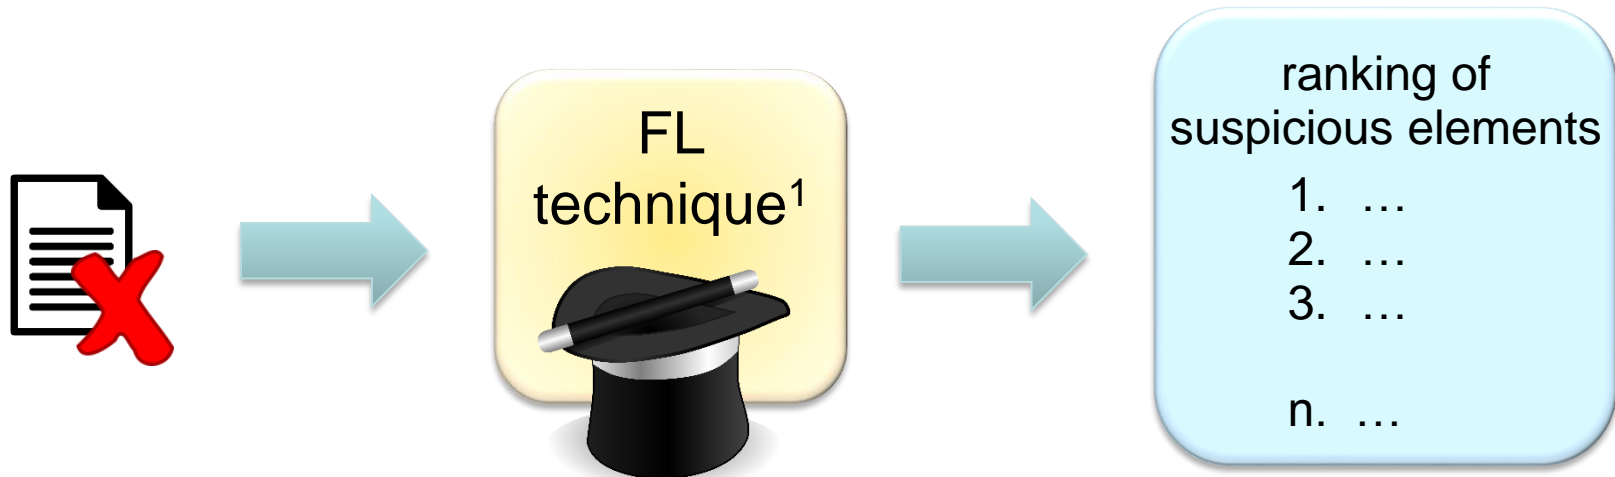 FL
technique¹
ranking of
suspicious elements
1. …
2. …
3. …
n. …